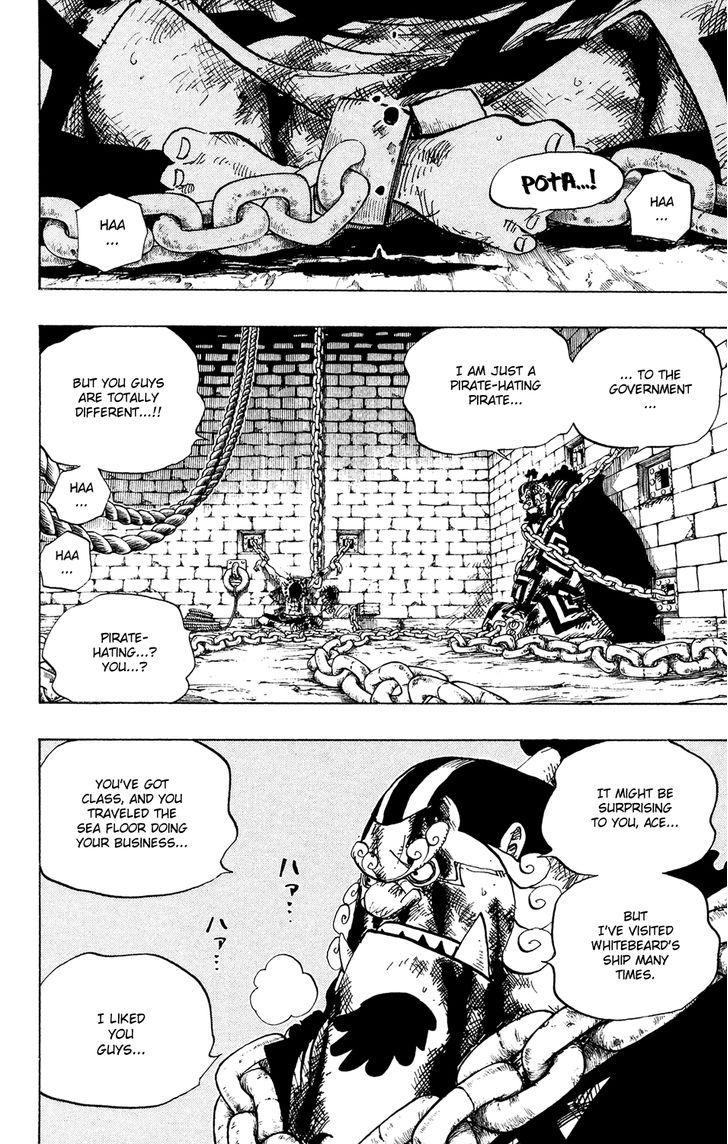 HAA
...
POTA...!
HAA
...
... TO THE
GOVERNMENT
...
I AM JUST A
PIRATE-HATING
PIRATE...
BUT YOU GUYS
ARE TOTALLY
DIFFERENT...!!
HAA
...
HAA
...
PIRATE-
HATING...?
YOU...?
IT MIGHT BE
SURPRISING
TO YOU, ACE...
BUT
I'VE VISITED
WHITEBEARD'S
SHIP MANY
TIMES.
YOU'VE GOT
CLASS, AND YOU
TRAVELED THE
SEA FLOOR DOING
YOUR BUSINESS...
ハァ...
ハァ...
I LIKED
YOU
GUYS...